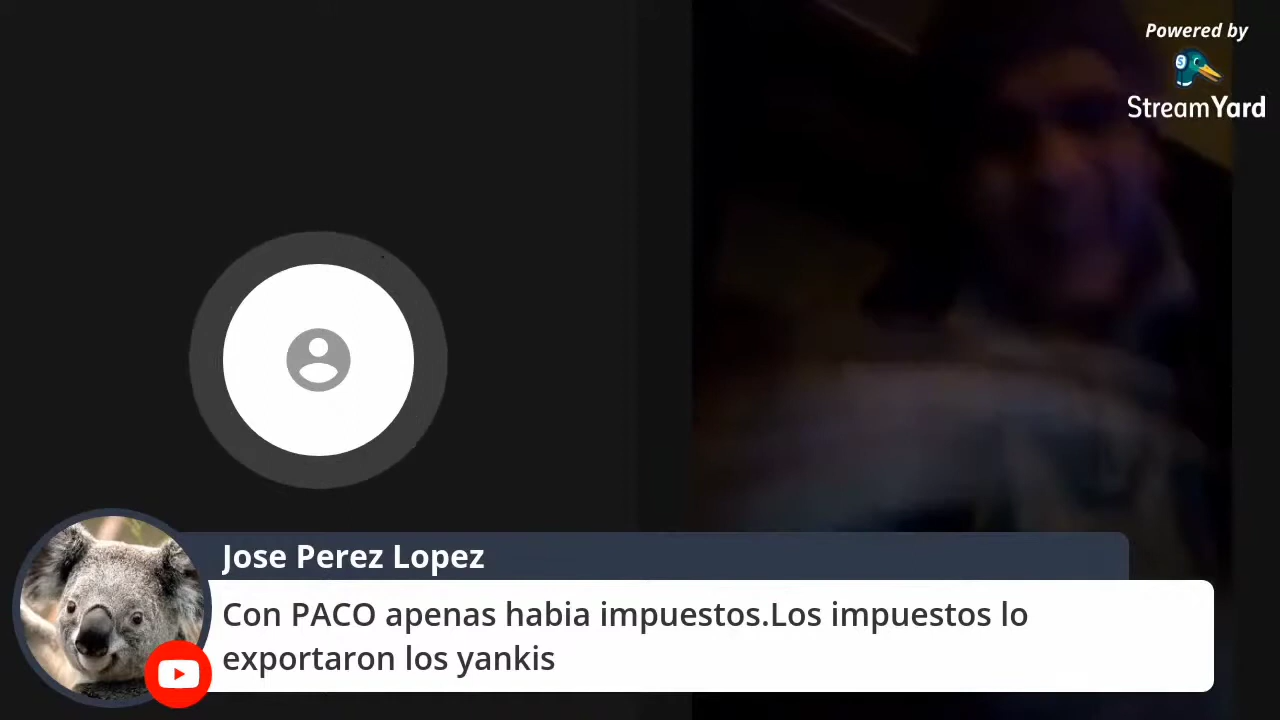 Powered by
StreamYard
Jose Perez Lopez
Con PACO apenas habia impuestos.Los impuestos lo
exportaron los yankis